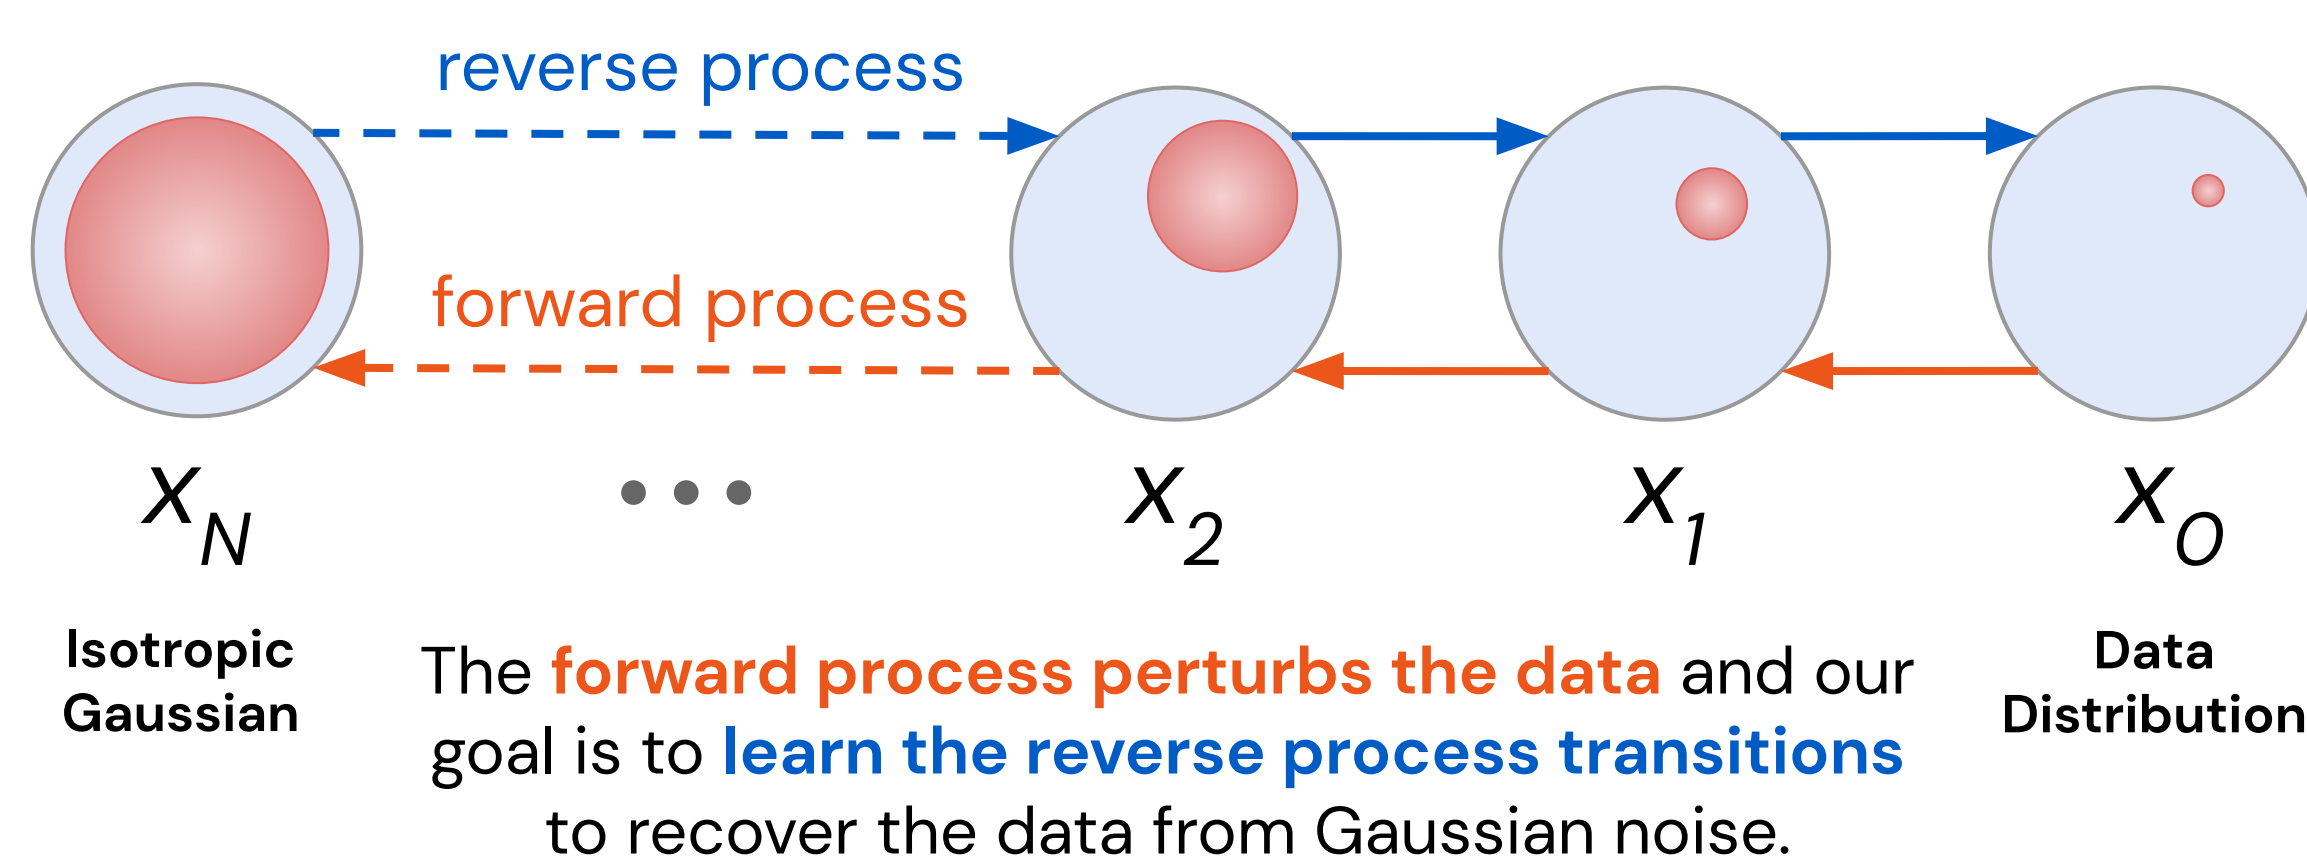 reverse process
forward process
x_N
...
x_2
x_1
x_0
Isotropic
Gaussian
The forward process perturbs the data and our
goal is to learn the reverse process transitions
to recover the data from Gaussian noise.
Data
Distribution